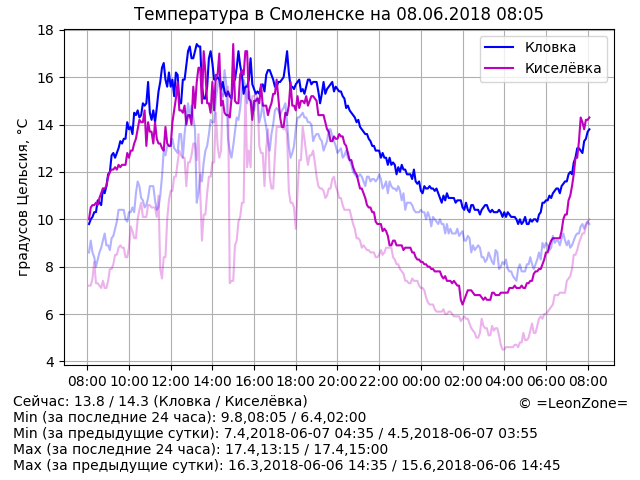 Температура в Смоленске на 08.06.2018 08:05
18
16
14
12
10
8
6
4
градусов Цельсия, °C
Кловка
Киселёвка
08:00 10:00 12:00 14:00 16:00 18:00 20:00 22:00 00:00 02:00 04:00 06:00 08:00
Сейчас: 13.8 / 14.3 (Кловка / Киселёвка)
© =LeonZone=
Min (за последние 24 часа): 9.8,08:05 / 6.4,02:00
Min (за предыдущие сутки): 7.4,2018-06-07 04:35 / 4.5,2018-06-07 03:55
Max (за последние 24 часа): 17.4,13:15 / 17.4,15:00
Max (за предыдущие сутки): 16.3,2018-06-06 14:35 / 15.6,2018-06-06 14:45